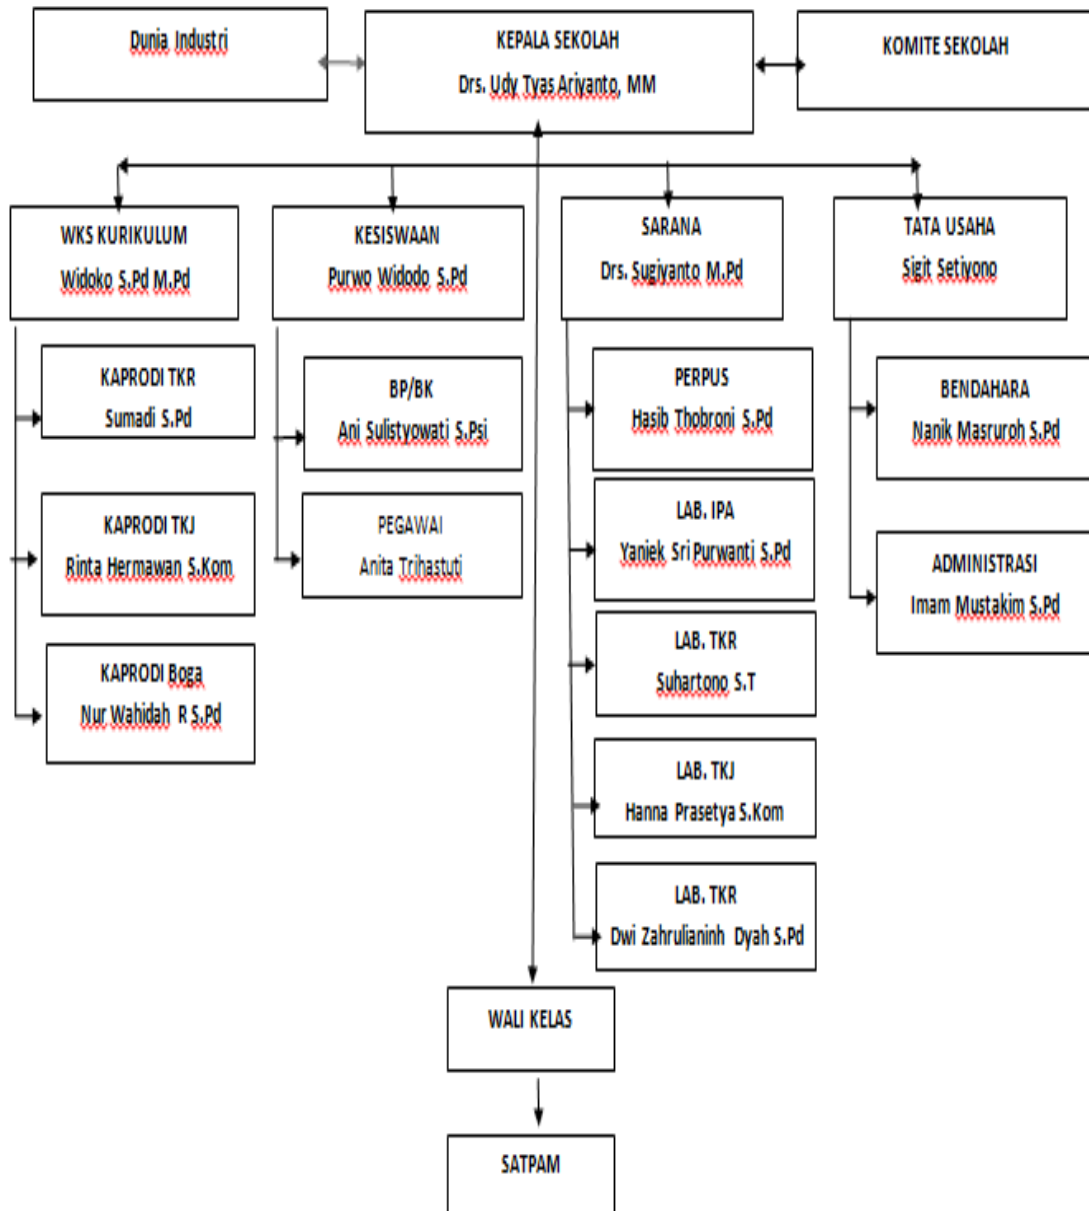 Dunia Industri
KEPALA SEKOLAH
Drs. Udy Tyas Ariyanto, MM
KOMITE SEKOLAH
WKS KURIKULUM
Widoko S.Pd M.Pd
KESISWAAN
Purwo Widodo S.Pd
SARANA
Drs. Sugiyanto M.Pd
TATA USAHA
Sigit Setiyono
KAPRODI TKR
Sumadi S.Pd
KAPRODI TKJ
Rinta Hermawan S.Kom
KAPRODI Boga
Nur Wahidah R S.Pd
BP/BK
Ani Sulistyowati S.Psi
PEGAWAI
Anita Trihastuti
PERPUS
Hasib Thobroni S.Pd
LAB. IPA
Yaniek Sri Purwanti S.Pd
LAB. TKR
Suhartono S.T
LAB. TKJ
Hanna Prasetya S.Kom
LAB. TKR
Dwi Zahrulianinh Dyah S.Pd
BENDAHARA
Nanik Masruroh S.Pd
ADMINISTRASI
Imam Mustakim S.Pd
WALI KELAS
SATPAM